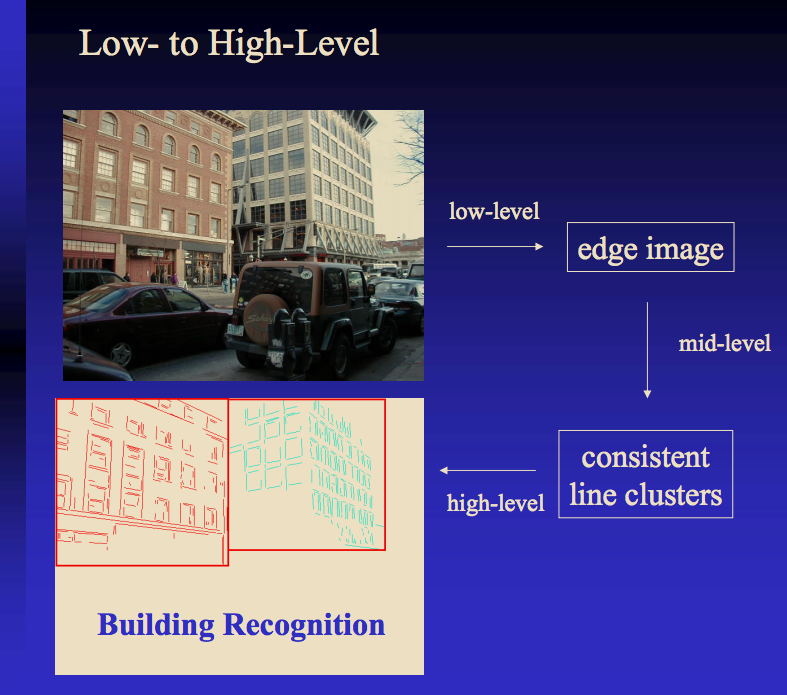 Low- to High-Level
low-level
edge image
mid-level
consistent
line clusters
high-level
Building Recognition